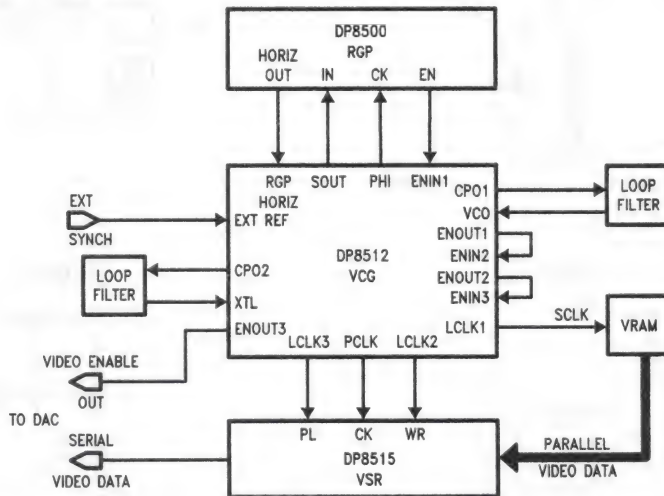 DP8500
RGP
HORIZ
OUT IN CK EN
RGP SOUT PHI ENIN1
HORIZ
CPO1
LOOP
FILTER
EXT
SYNCH
EXT REF
VCO
ENOUT1
ENIN2
DP8512
VCG
LOOP
FILTER
CPO2
ENOUT2
ENIN3
XTL
ENOUT3
LCLK1
SCLK
VRAM
LCLK3 PCLK LCLK2
VIDEO ENABLE
OUT
TO DAC
SERIAL
VIDEO DATA
PL CK WR
DP8515
VSR
PARALLEL
VIDEO DATA